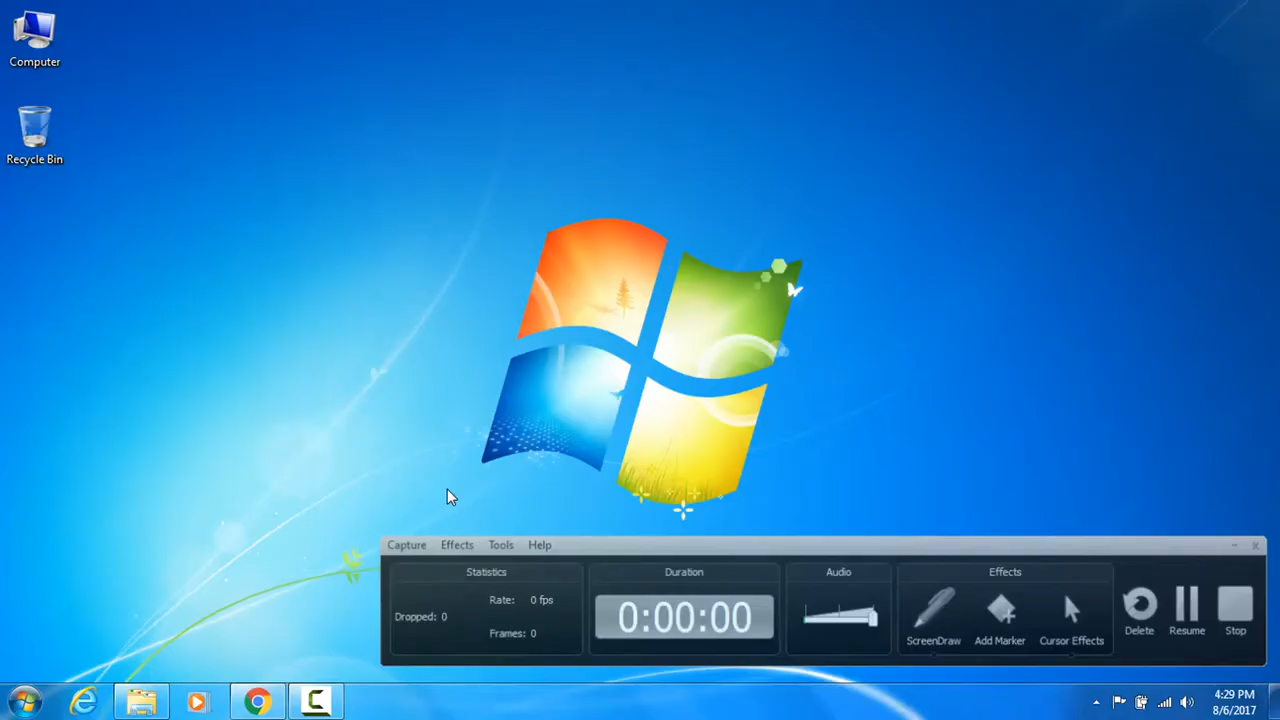 Computer
Recycle Bin
Capture Effects Tools Help
Statistics
Duration
Audio
Effects
Dropped: 0
Rate: 0 fps
Frames: 0
0:00:00
ScreenDraw
Add Marker
Cursor Effects
Delete
Resume
Stop
4:29 PM
8/6/2017